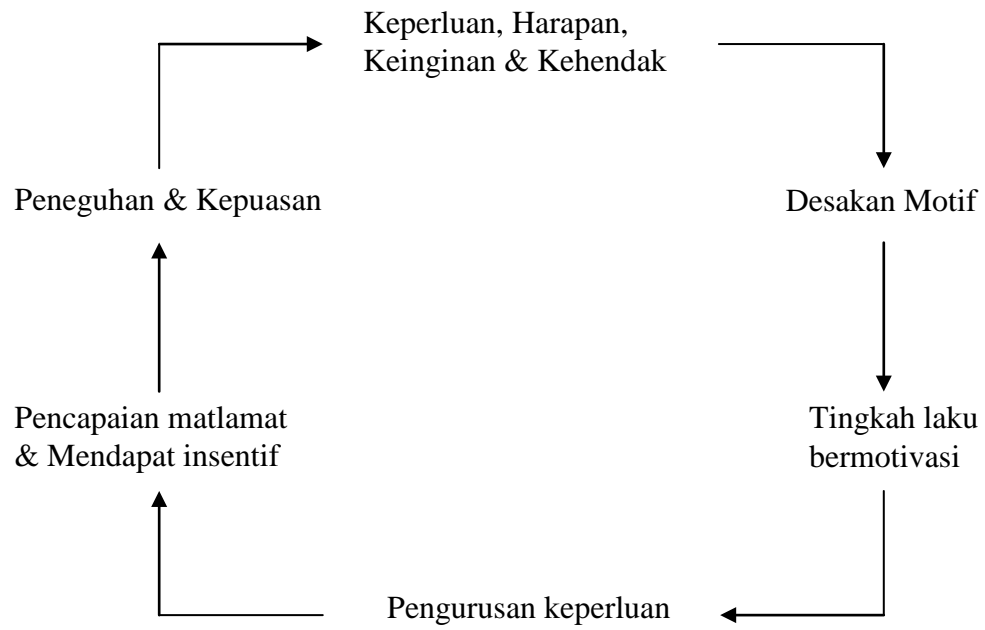 Keperluan, Harapan,
Keinginan & Kehendak
Peneguhan & Kepuasan
Desakan Motif
Pencapaian matlamat
& Mendapat insentif
Tingkah laku
bermotivasi
Pengurusan keperluan